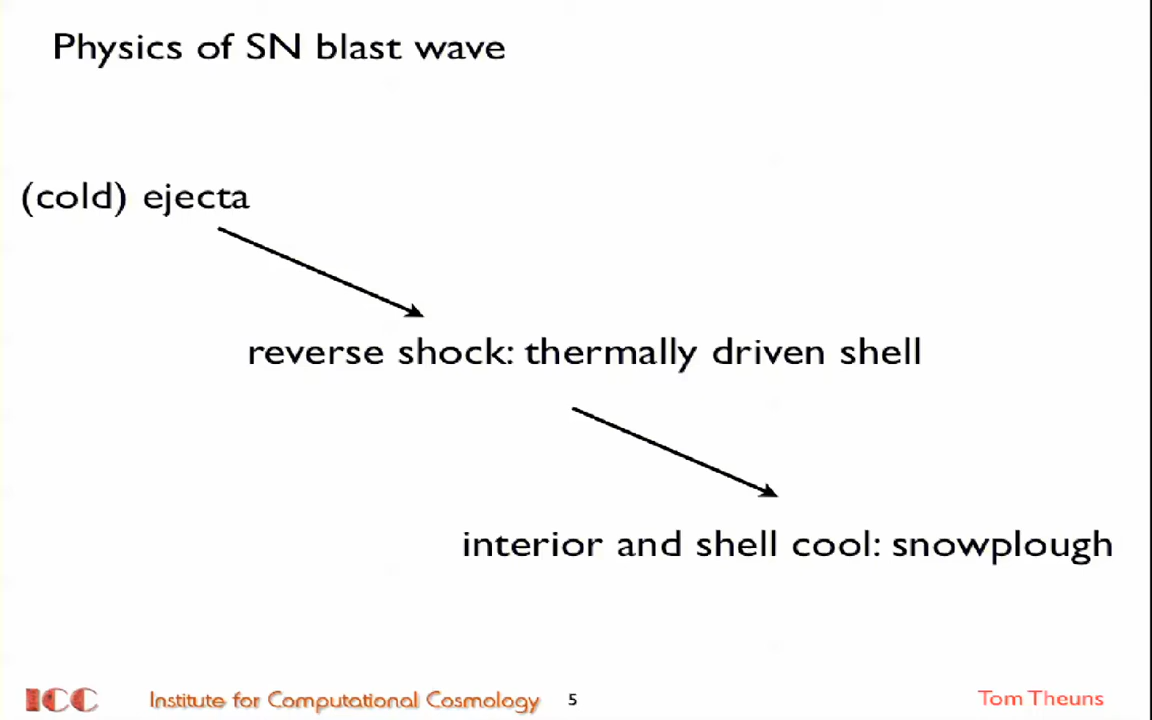 Physics of SN blast wave
(cold) ejecta
reverse shock: thermally driven shell
interior and shell cool: snowplough
ICC Institute for Computational Cosmology 5 Tom Theuns